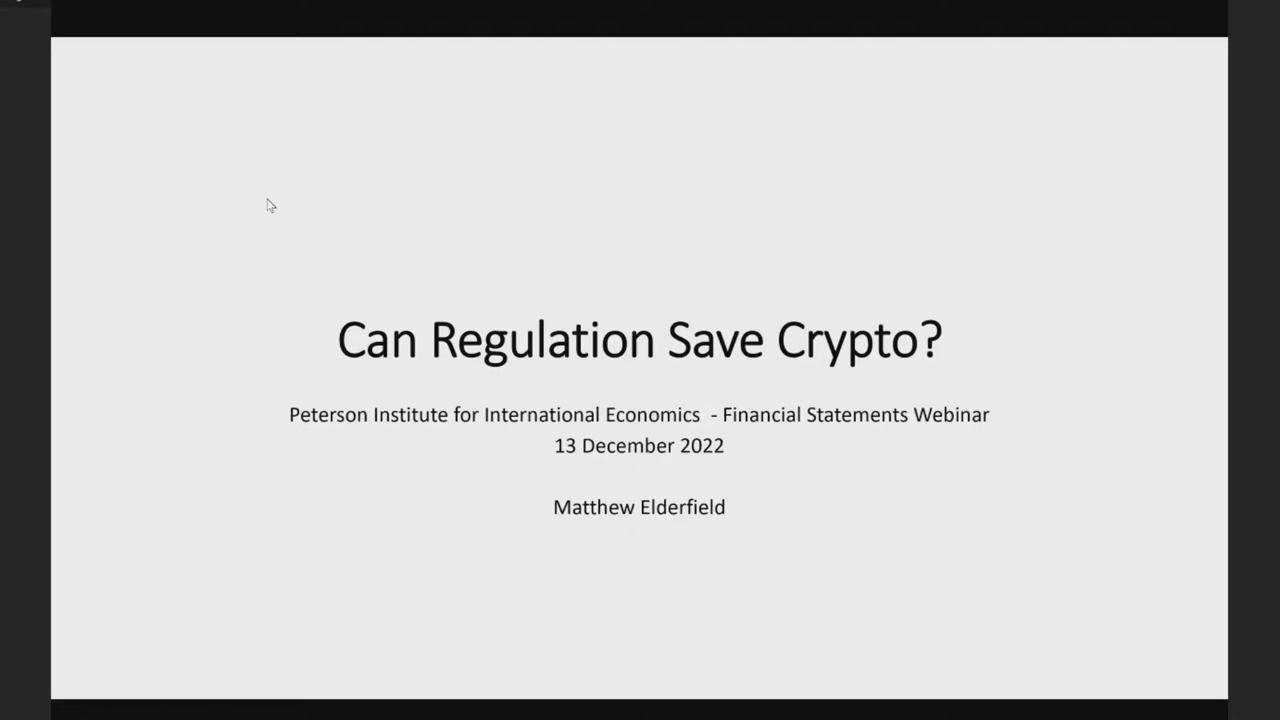 Can Regulation Save Crypto?
Peterson Institute for International Economics - Financial Statements Webinar
13 December 2022
Matthew Elderfield